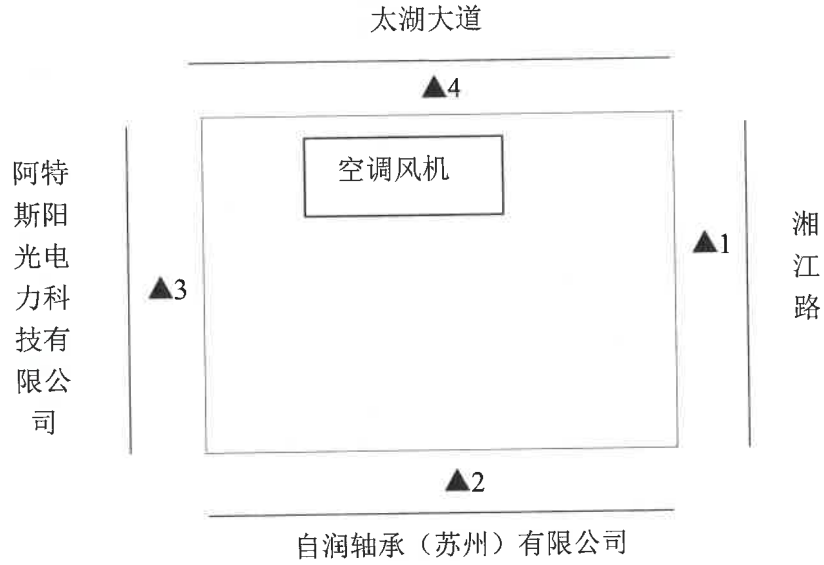 太湖大道
▲4
空调风机
阿特
斯阳
光电
力科
技有
限公
司
▲3
▲1
湘
江
路
▲2
自润轴承（苏州）有限公司